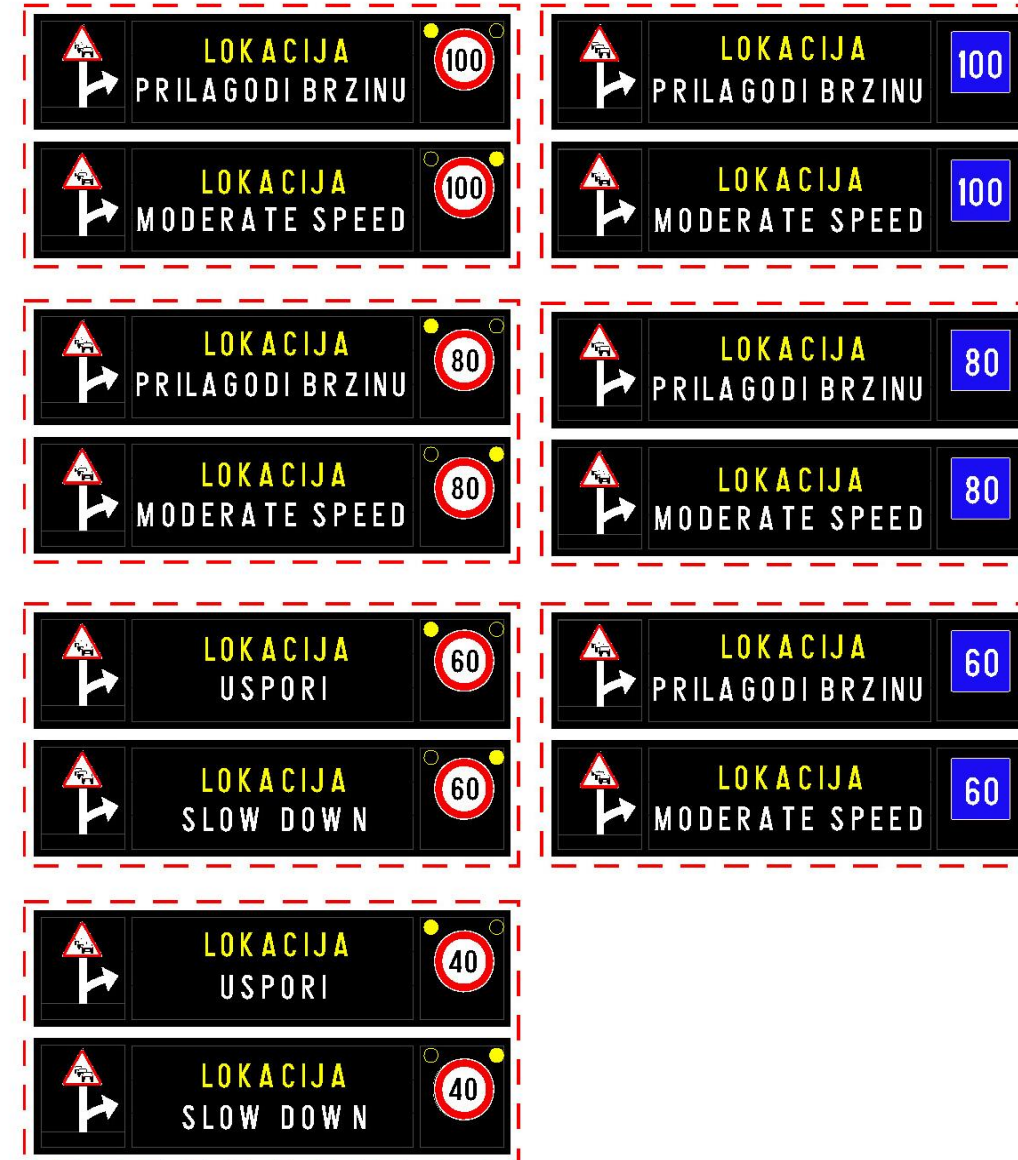 LOKACIJA
PRILAGODI BRZINU
100
LOKACIJA
MODERATE SPEED
100
LOKACIJA
PRILAGODI BRZINU
100
LOKACIJA
MODERATE SPEED
100
LOKACIJA
PRILAGODI BRZINU
80
LOKACIJA
MODERATE SPEED
80
LOKACIJA
PRILAGODI BRZINU
80
LOKACIJA
MODERATE SPEED
80
LOKACIJA
USPORI
60
LOKACIJA
SLOW DOWN
60
LOKACIJA
PRILAGODI BRZINU
60
LOKACIJA
MODERATE SPEED
60
LOKACIJA
USPORI
40
LOKACIJA
SLOW DOWN
40